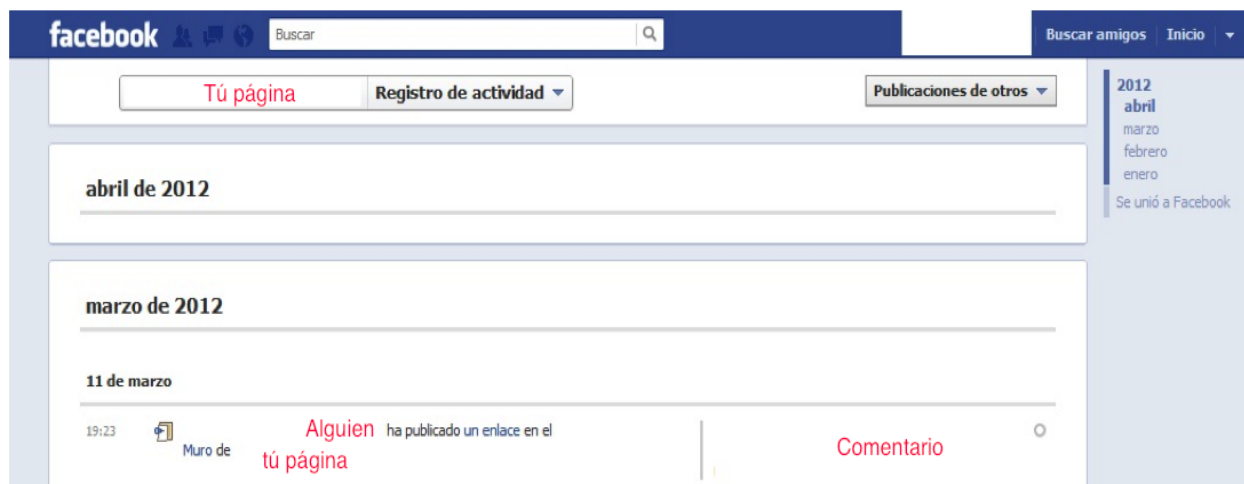 facebook Buscar Buscar amigos Inicio
Tú página Registro de actividad Publicaciones de otros
2012
abril
marzo
febrero
enero
Se unió a Facebook
abril de 2012
marzo de 2012
11 de marzo
19:23 Alguien ha publicado un enlace en el
Muro de tú página
Comentario